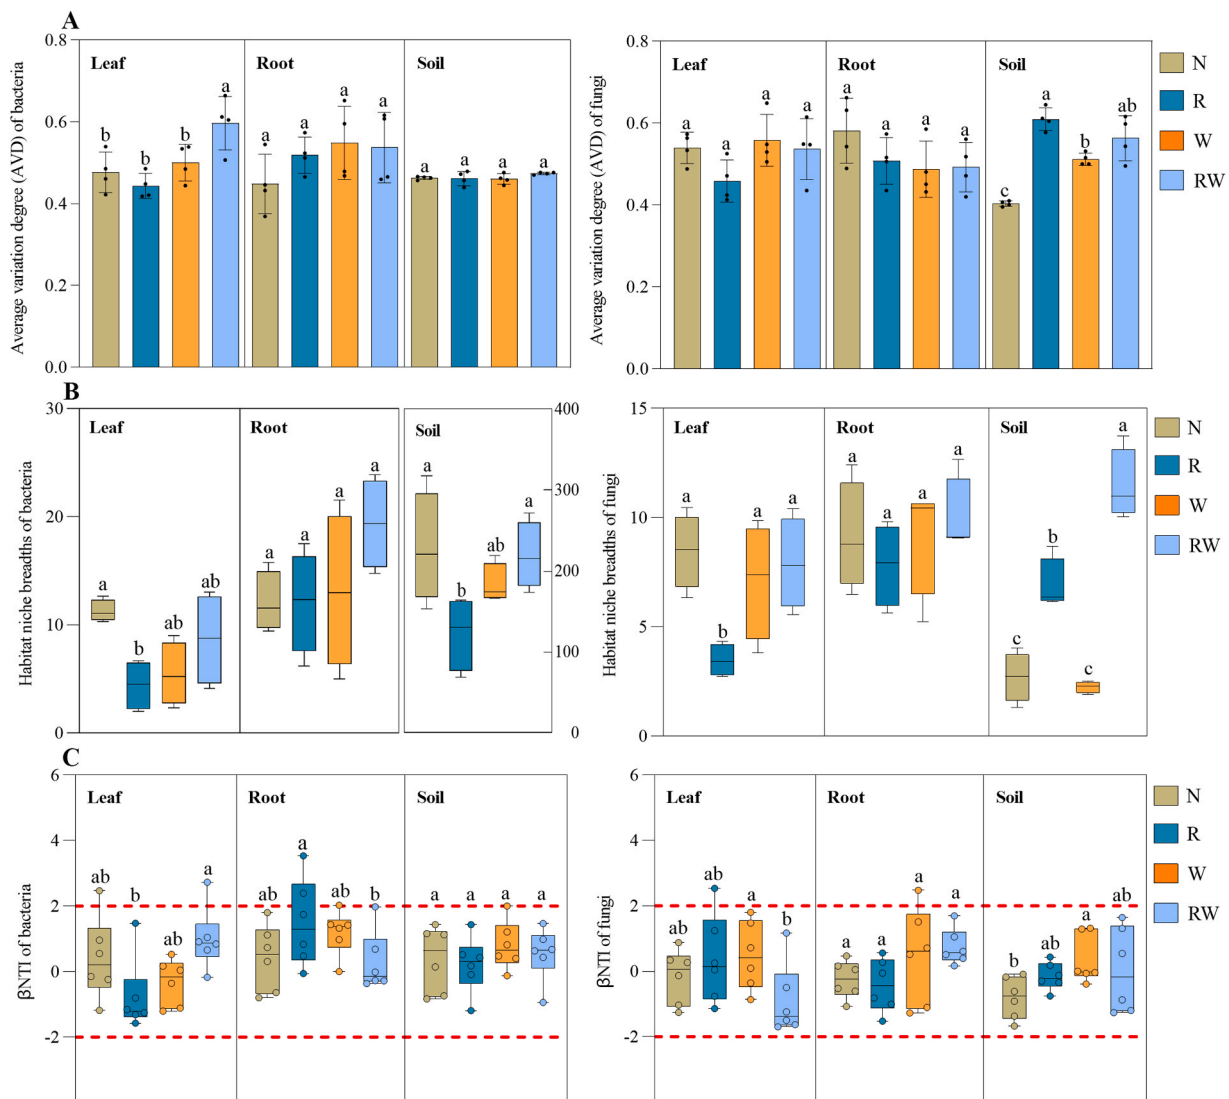 A
Average variation degree (AVD) of bacteria
0.8
0.6
0.4
0.2
0.0
Leaf
Root
Soil
b
b
b
a
a
a
a
a
a
a
a
a
Average variation degree (AVD) of fungi
0.8
0.6
0.4
0.2
0.0
Leaf
Root
Soil
a
a
a
a
a
a
a
a
c
a
b
ab
N
R
W
RW
B
Habitat niche breadths of bacteria
30
20
10
0
Leaf
Root
Soil
400
300
200
100
0
a
b
ab
ab
a
a
a
a
a
b
ab
a
Habitat niche breadths of fungi
15
10
5
0
Leaf
Root
Soil
a
b
a
a
a
a
a
a
c
b
c
a
N
R
W
RW
C
βNTI of bacteria
6
4
2
0
-2
Leaf
Root
Soil
ab
b
ab
a
ab
a
ab
b
a
a
a
a
βNTI of fungi
6
4
2
0
-2
Leaf
Root
Soil
ab
ab
a
b
a
a
a
a
b
ab
a
ab
N
R
W
RW